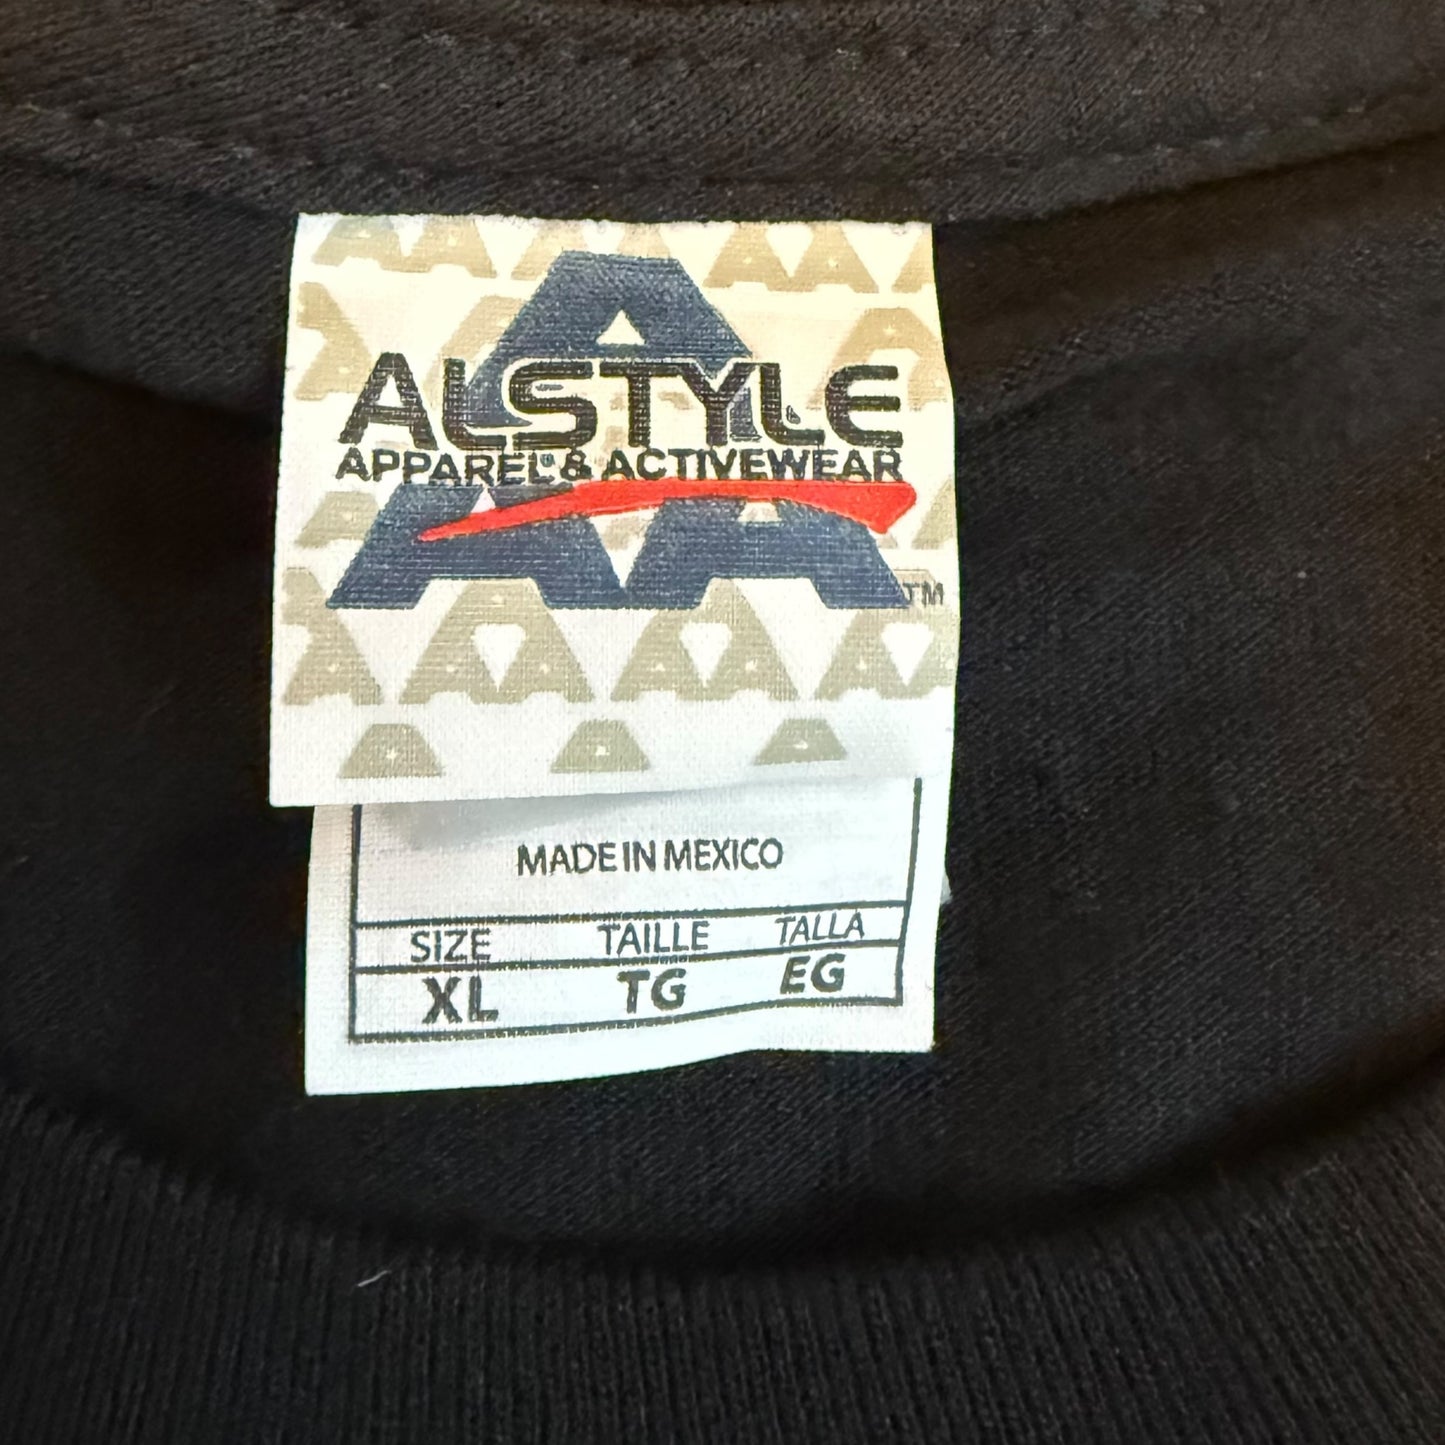 ALSTYLE
APPAREL & ACTIVEWEAR
TM
MADE IN MEXICO
SIZE TAILLE TALLA
XL TG EG